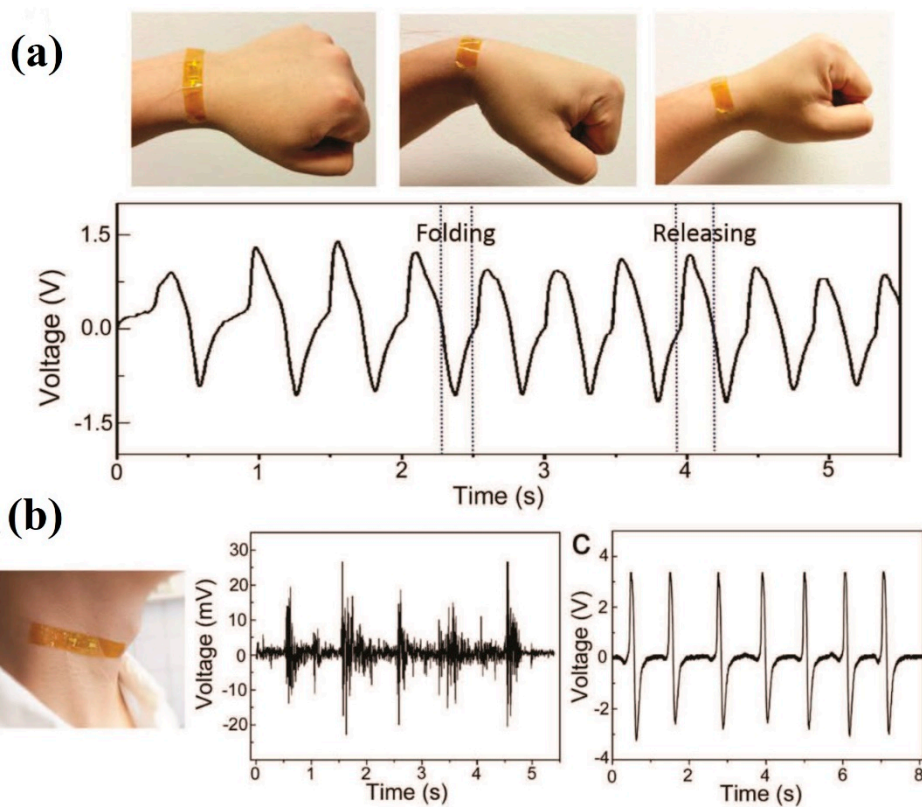 (a)
Folding
Releasing
1.5
0.0
-1.5
Voltage (V)
0 1 2 3 4 5
Time (s)
(b)
30
20
10
0
-10
-20
Voltage (mV)
0 1 2 3 4 5
Time (s)
C
4
2
0
-2
-4
Voltage (V)
0 2 4 6 8
Time (s)